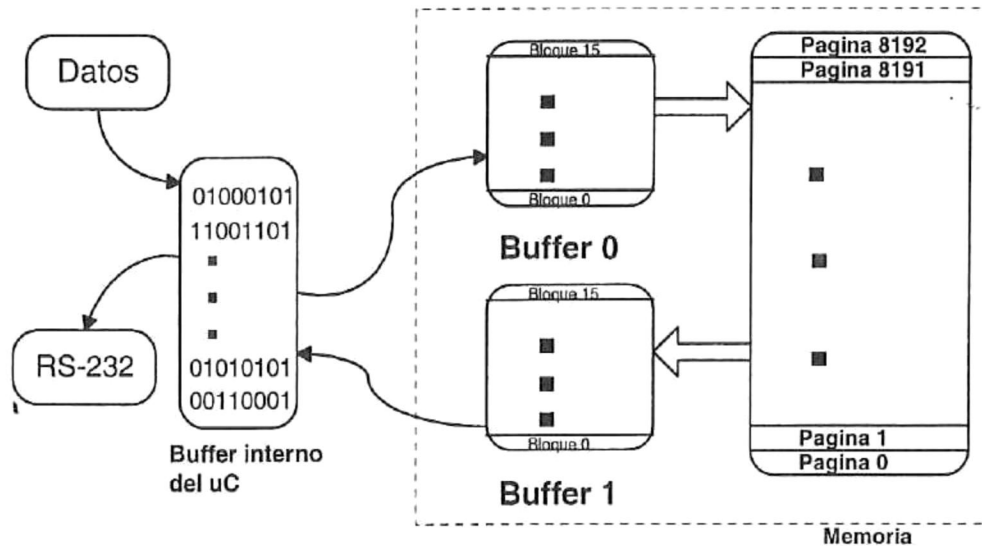 Datos
01000101
11001101
01010101
00110001
Buffer interno
del uC
RS-232
Bloque 15
Bloque 0
Buffer 0
Bloque 15
Bloque 0
Buffer 1
Pagina 8192
Pagina 8191
Pagina 1
Pagina 0
Memoria